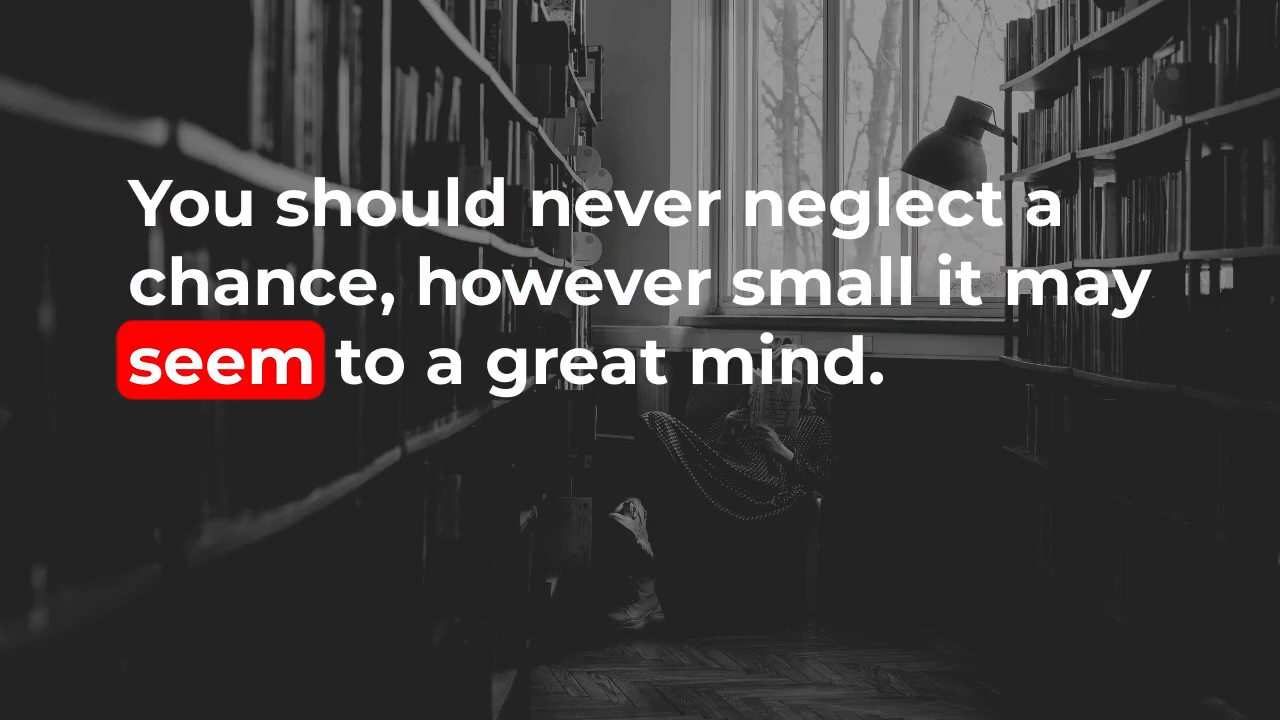 You should never neglect a
chance, however small it may
seem to a great mind.